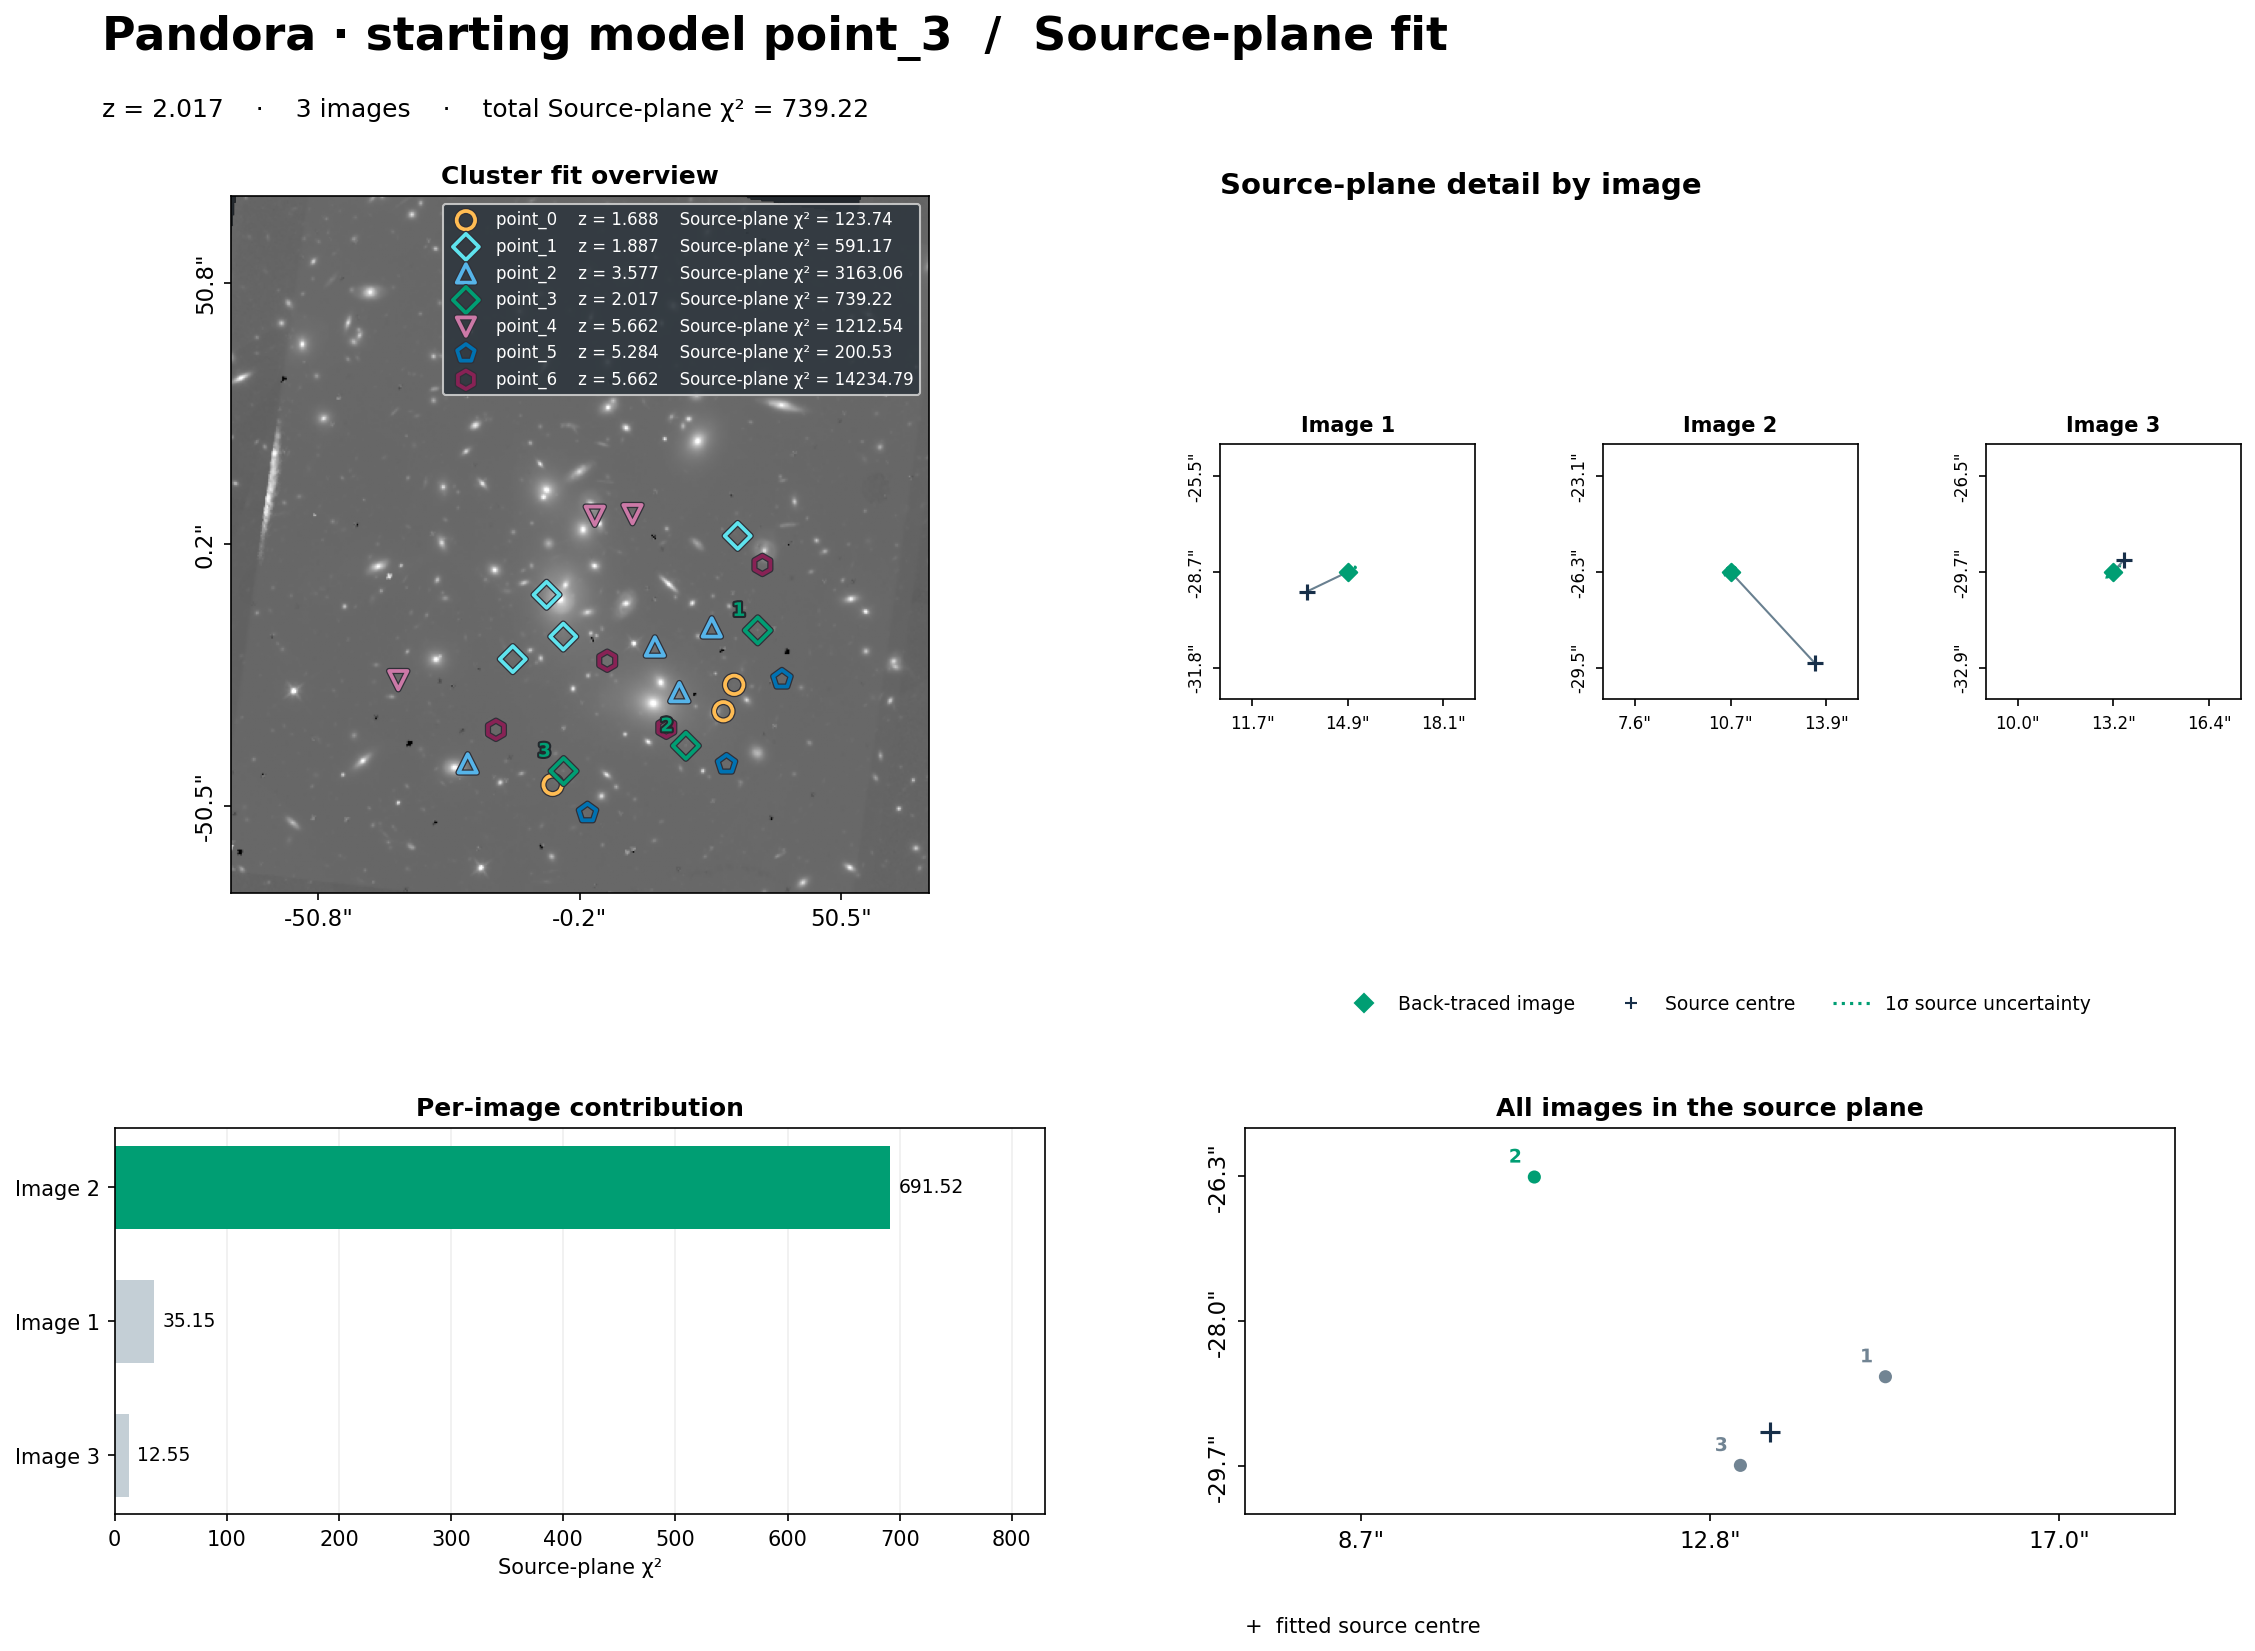 Pandora · starting model point_3 / Source-plane fit
z = 2.017 · 3 images · total Source-plane χ² = 739.22
Cluster fit overview
point_0 z = 1.688 Source-plane χ² = 123.74
point_1 z = 1.887 Source-plane χ² = 591.17
point_2 z = 3.577 Source-plane χ² = 3163.06
point_3 z = 2.017 Source-plane χ² = 739.22
point_4 z = 5.662 Source-plane χ² = 1212.54
point_5 z = 5.284 Source-plane χ² = 200.53
point_6 z = 5.662 Source-plane χ² = 14234.79
50.8"
0.2"
-50.5"
1
2
3
-50.8" -0.2" 50.5"
Source-plane detail by image
Image 1
-25.5"
-28.7"
-31.8"
11.7" 14.9" 18.1"
Image 2
-23.1"
-26.3"
-29.5"
7.6" 10.7" 13.9"
Image 3
-26.5"
-29.7"
-32.9"
10.0" 13.2" 16.4"
Back-traced image + Source centre 1σ source uncertainty
Per-image contribution
Image 2 691.52
Image 1 35.15
Image 3 12.55
0 100 200 300 400 500 600 700 800
Source-plane χ²
All images in the source plane
-26.3"
-28.0"
-29.7"
2
1
3
8.7" 12.8" 17.0"
+ fitted source centre